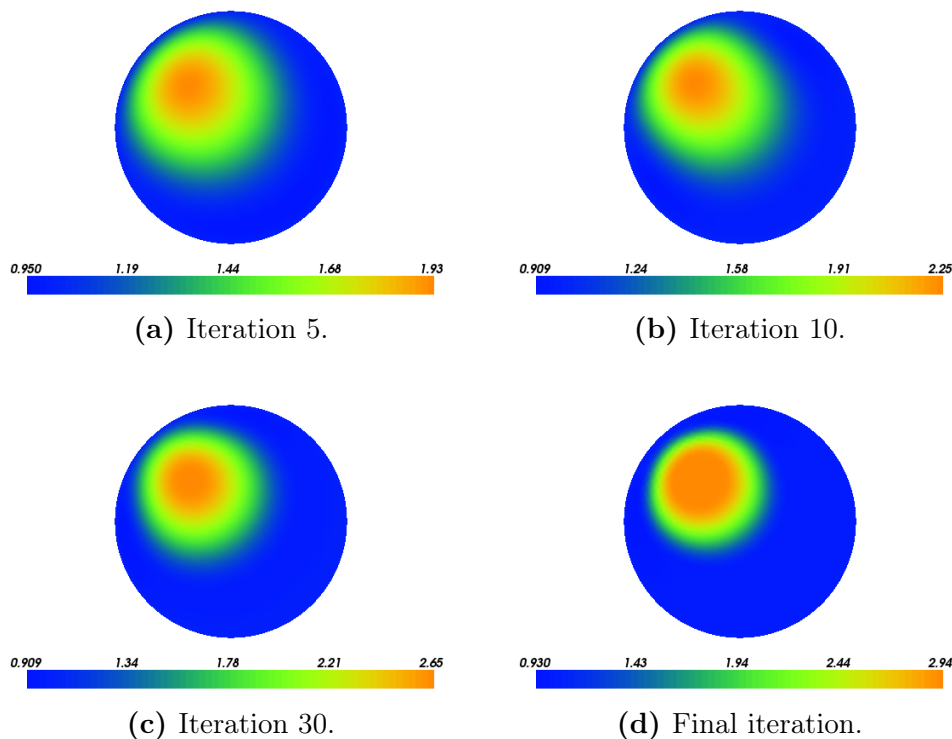 0.950 1.19 1.44 1.68 1.93
0.909 1.24 1.58 1.91 2.25
(a) Iteration 5.
(b) Iteration 10.
0.909 1.34 1.78 2.21 2.65
0.930 1.43 1.94 2.44 2.94
(c) Iteration 30.
(d) Final iteration.